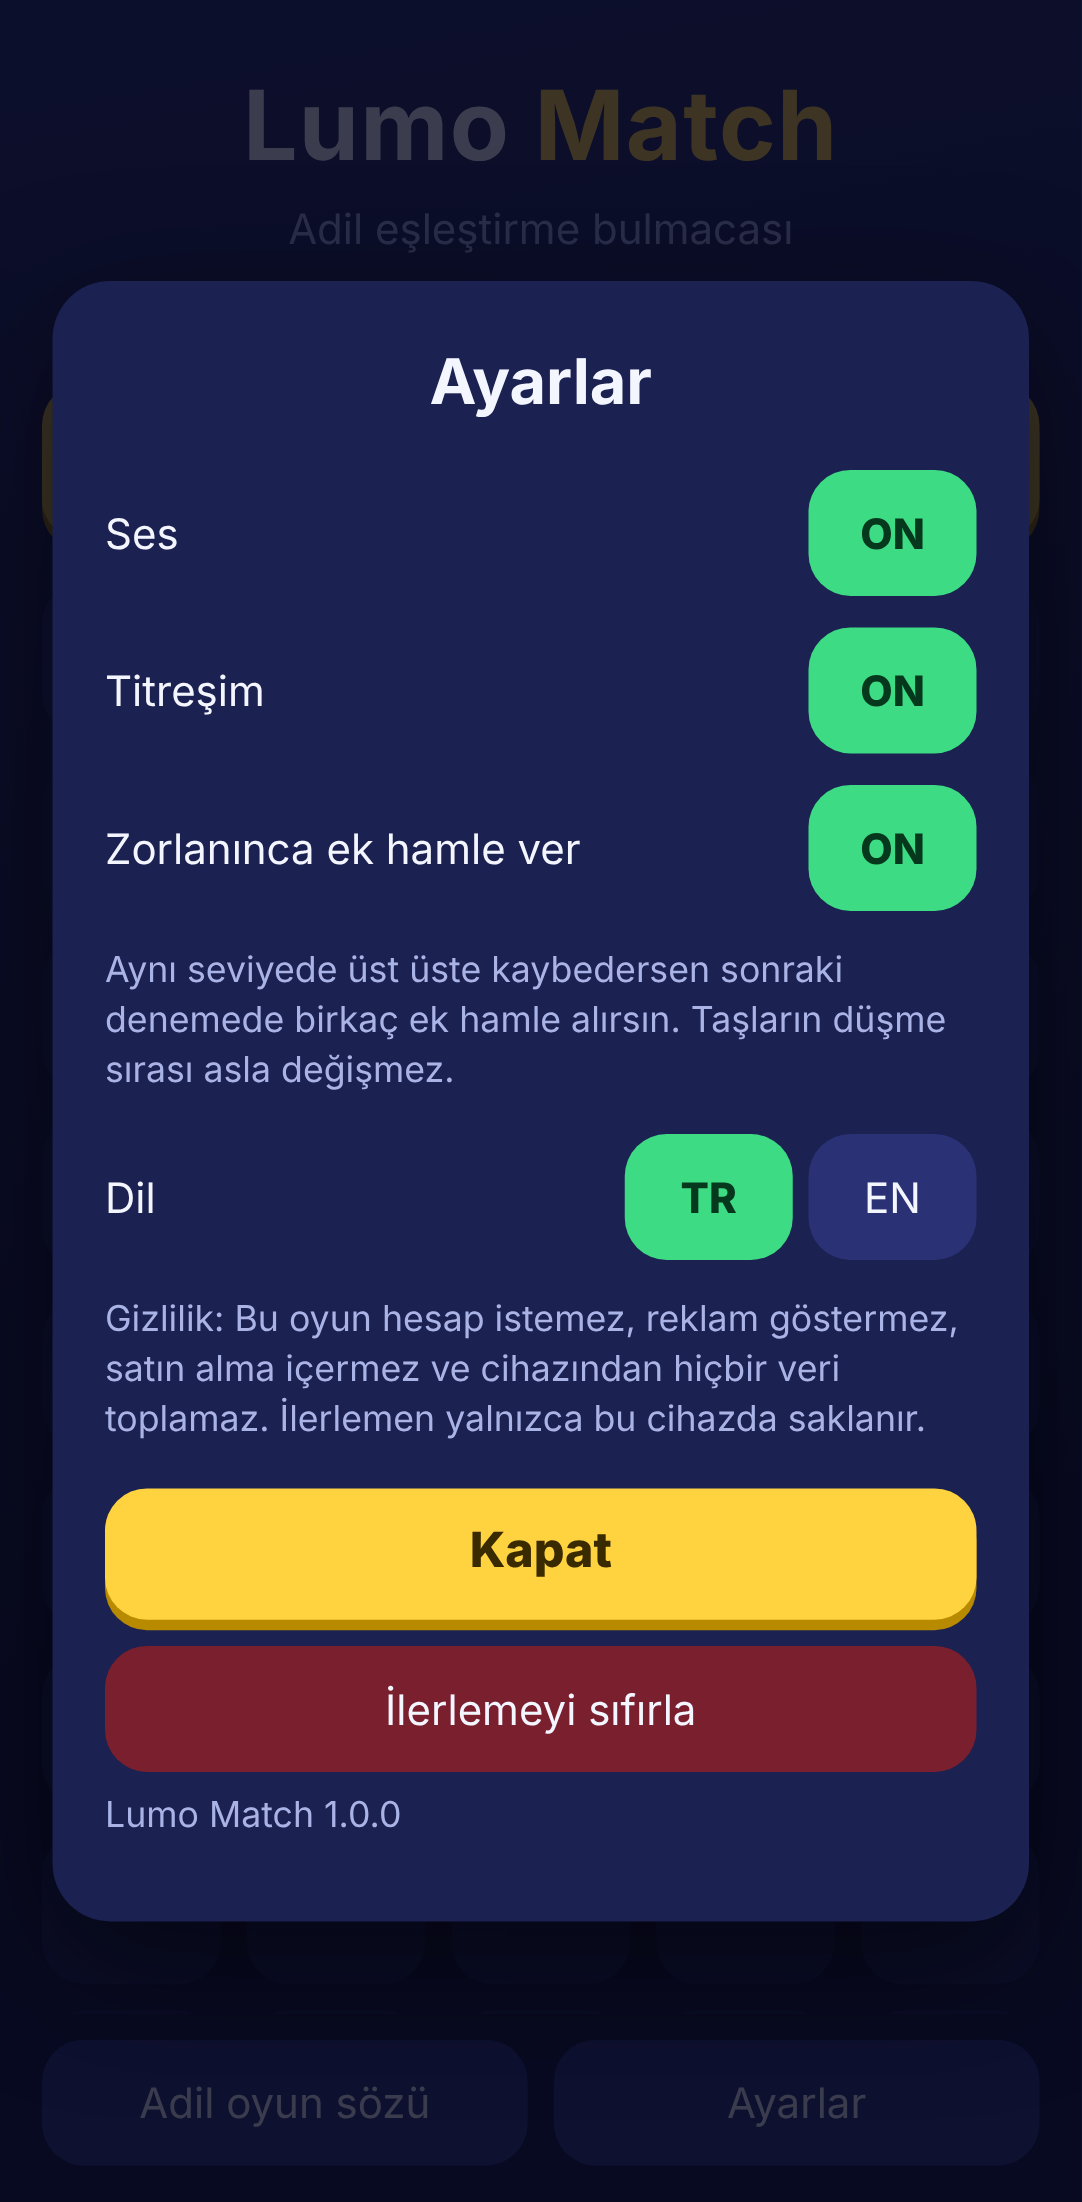 Lumo Match
Adil eşleştirme bulmacası
Ayarlar
Ses ON
Titreşim ON
Zorlanınca ek hamle ver ON
Aynı seviyede üst üste kaybedersen sonraki
denemede birkaç ek hamle alırsın. Taşların düşme
sırası asla değişmez.
Dil TR EN
Gizlilik: Bu oyun hesap istemez, reklam göstermez,
satın alma içermez ve cihazından hiçbir veri
toplamaz. İlerlemen yalnızca bu cihazda saklanır.
Kapat
İlerlemeyi sıfırla
Lumo Match 1.0.0
Adil oyun sözü Ayarlar